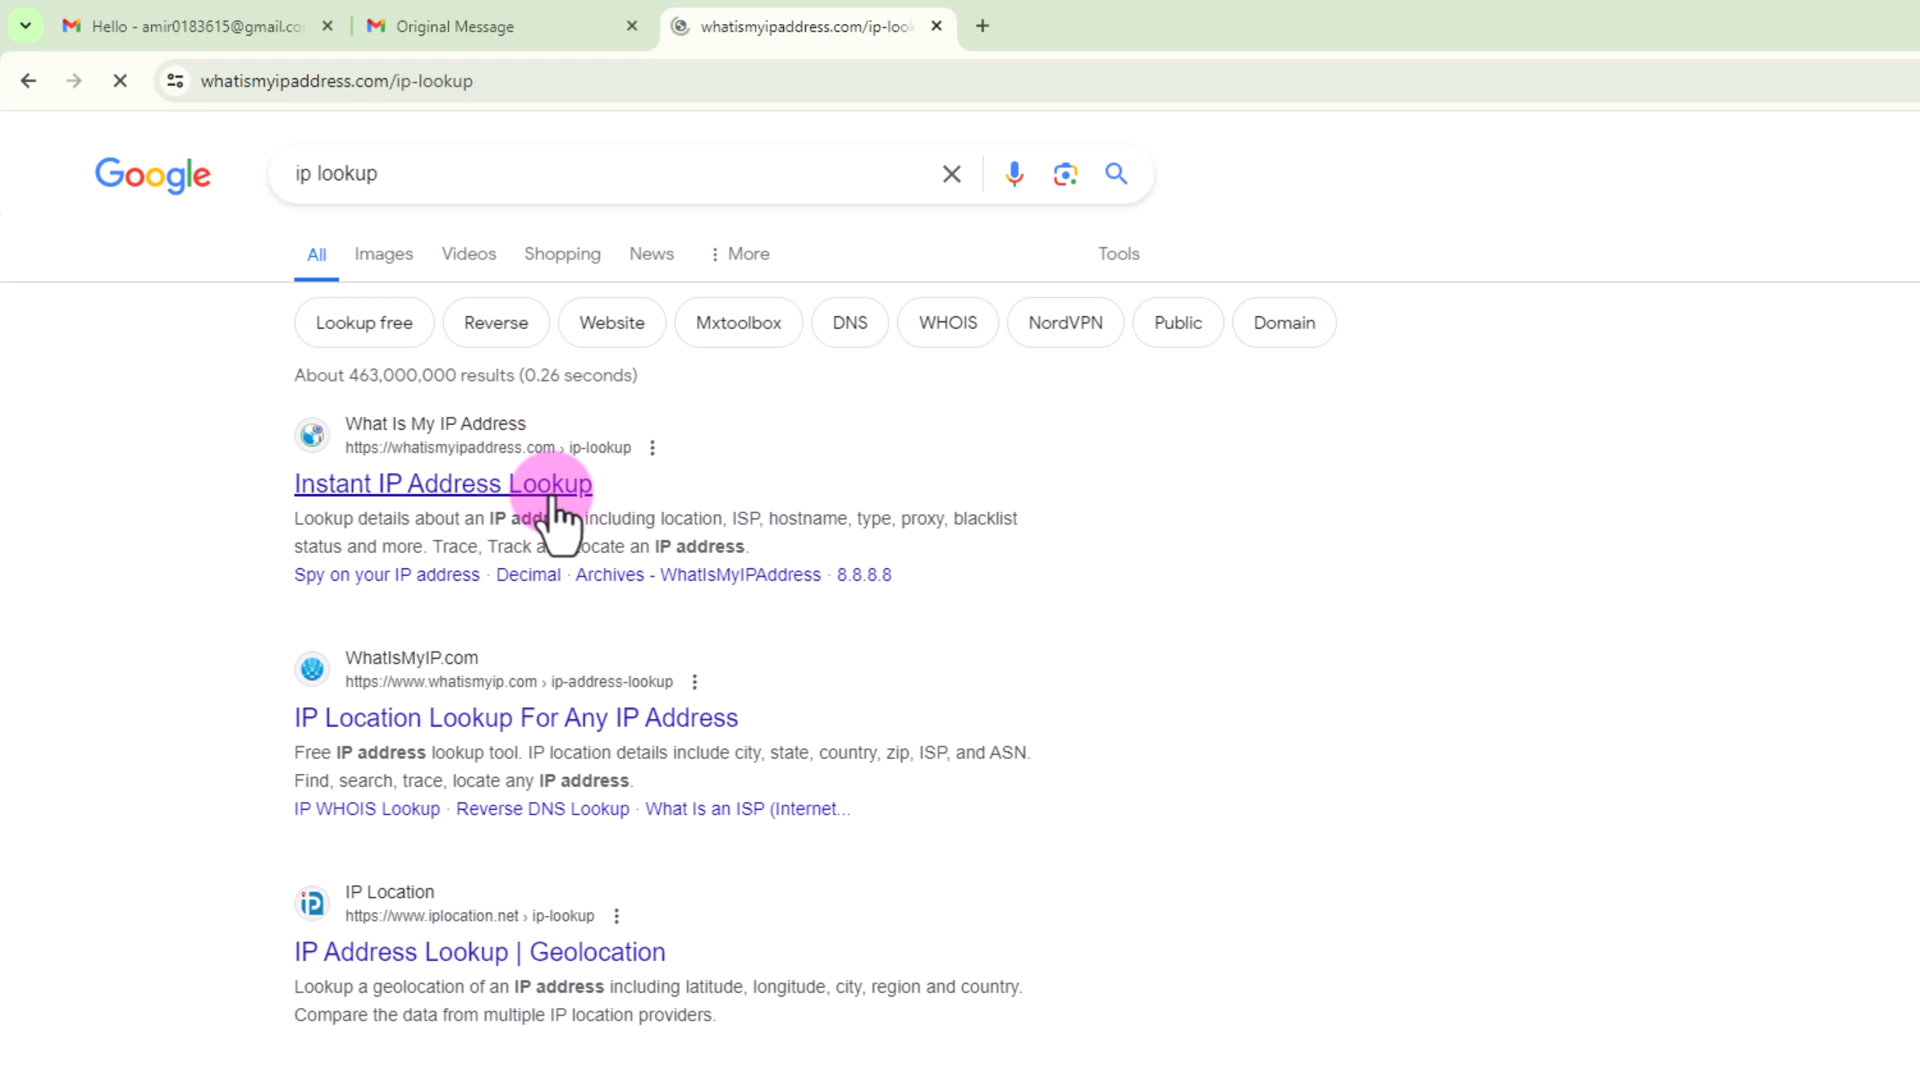 Hello - amir0183615@gmail.co
Original Message
whatismyipaddress.com/ip-look
whatismyipaddress.com/ip-lookup
Google
ip lookup
All Images Videos Shopping News More Tools
Lookup free Reverse Website Mxtoolbox DNS WHOIS NordVPN Public Domain
About 463,000,000 results (0.26 seconds)
What Is My IP Address
https://whatismyipaddress.com › ip-lookup
Instant IP Address Lookup
Lookup details about an IP including location, ISP, hostname, type, proxy, blacklist
status and more. Trace, Track an IP address.
Spy on your IP address · Decimal · Archives - WhatIsMyIPAddress · 8.8.8.8
WhatIsMyIP.com
https://www.whatismyip.com › ip-address-lookup
IP Location Lookup For Any IP Address
Free IP address lookup tool. IP location details include city, state, country, zip, ISP, and ASN.
Find, search, trace, locate any IP address.
IP WHOIS Lookup · Reverse DNS Lookup · What Is an ISP (Internet...
IP Location
https://www.iplocation.net › ip-lookup
IP Address Lookup | Geolocation
Lookup a geolocation of an IP address including latitude, longitude, city, region and country.
Compare the data from multiple IP location providers.